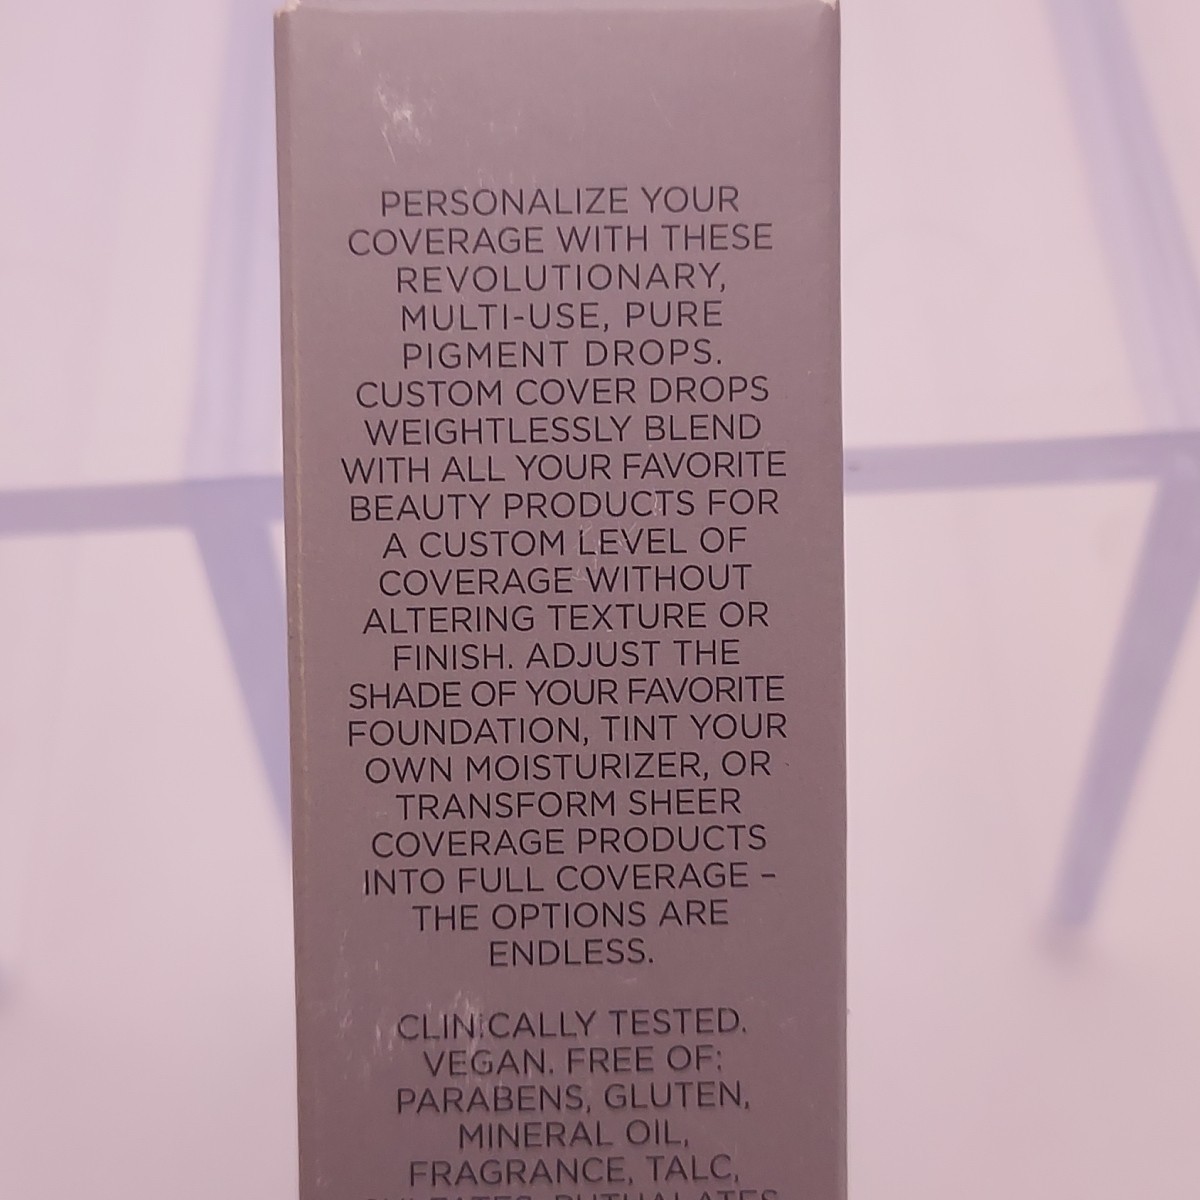 PERSONALIZE YOUR
COVERAGE WITH THESE
REVOLUTIONARY,
MULTI-USE, PURE
PIGMENT DROPS.
CUSTOM COVER DROPS
WEIGHTLESSLY BLEND
WITH ALL YOUR FAVORITE
BEAUTY PRODUCTS FOR
A CUSTOM LEVEL OF
COVERAGE WITHOUT
ALTERING TEXTURE OR
FINISH. ADJUST THE
SHADE OF YOUR FAVORITE
FOUNDATION, TINT YOUR
OWN MOISTURIZER, OR
TRANSFORM SHEER
COVERAGE PRODUCTS
INTO FULL COVERAGE –
THE OPTIONS ARE
ENDLESS.
CLINICALLY TESTED.
VEGAN. FREE OF:
PARABENS, GLUTEN,
MINERAL OIL,
FRAGRANCE, TALC,